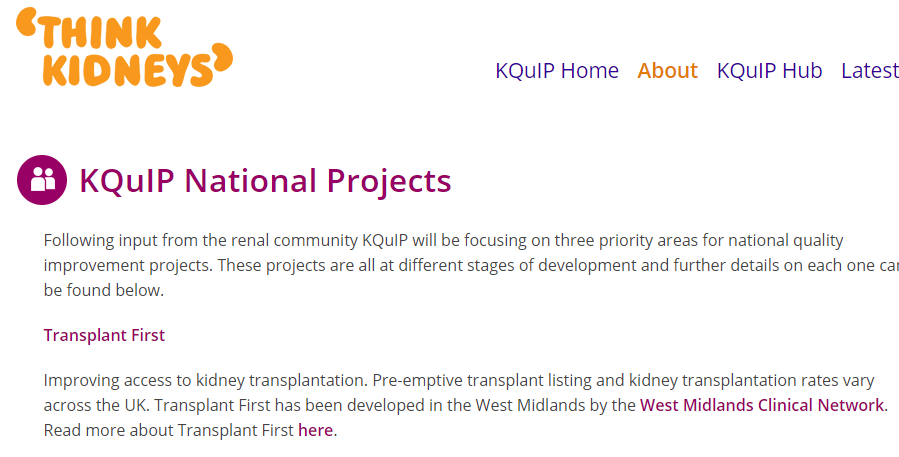 THINK
KIDNEYS
KQuIP Home About KQuIP Hub Latest
KQuIP National Projects
Following input from the renal community KQuIP will be focusing on three priority areas for national quality
improvement projects. These projects are all at different stages of development and further details on each one can
be found below.
Transplant First
Improving access to kidney transplantation. Pre-emptive transplant listing and kidney transplantation rates vary
across the UK. Transplant First has been developed in the West Midlands by the West Midlands Clinical Network.
Read more about Transplant First here.